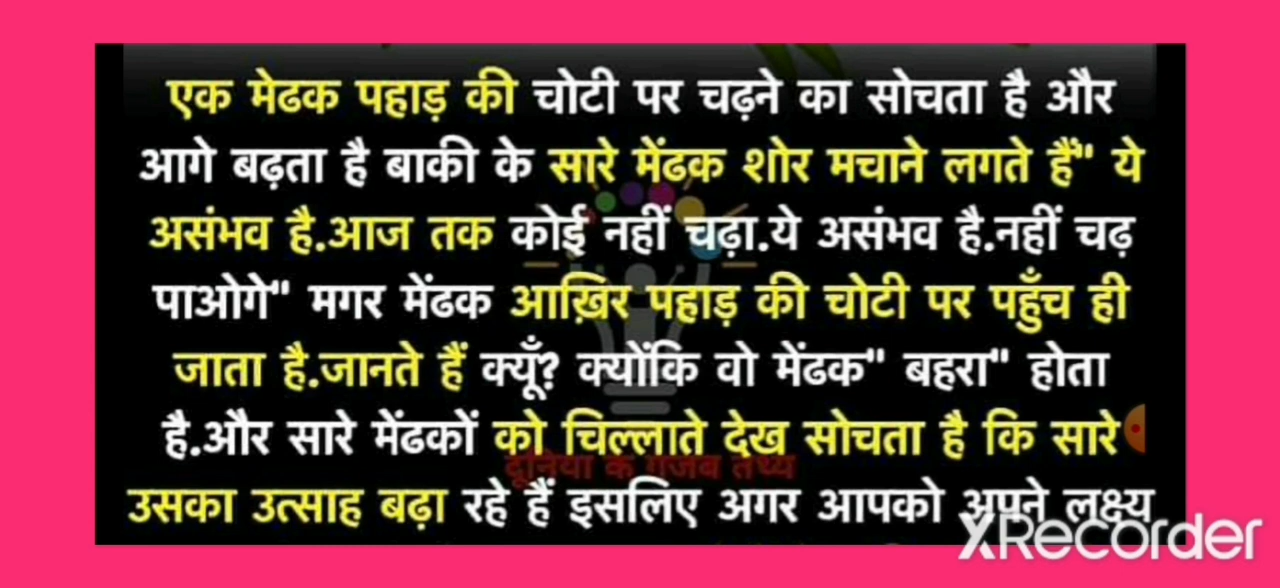 एक मेढक पहाड़ की चोटी पर चढ़ने का सोचता है और
आगे बढ़ता है बाकी के सारे मेंढक शोर मचाने लगते हैं" ये
असंभव है.आज तक कोई नहीं चढ़ा.ये असंभव है.नहीं चढ़
पाओगे" मगर मेंढक आख़िर पहाड़ की चोटी पर पहुँच ही
जाता है.जानते हैं क्यूँ? क्योंकि वो मेंढक" बहरा" होता
है.और सारे मेंढकों को चिल्लाते देख सोचता है कि सारे
दुनिया के गजब तथ्य
उसका उत्साह बढ़ा रहे हैं इसलिए अगर आपको अपने लक्ष्य
XRecorder